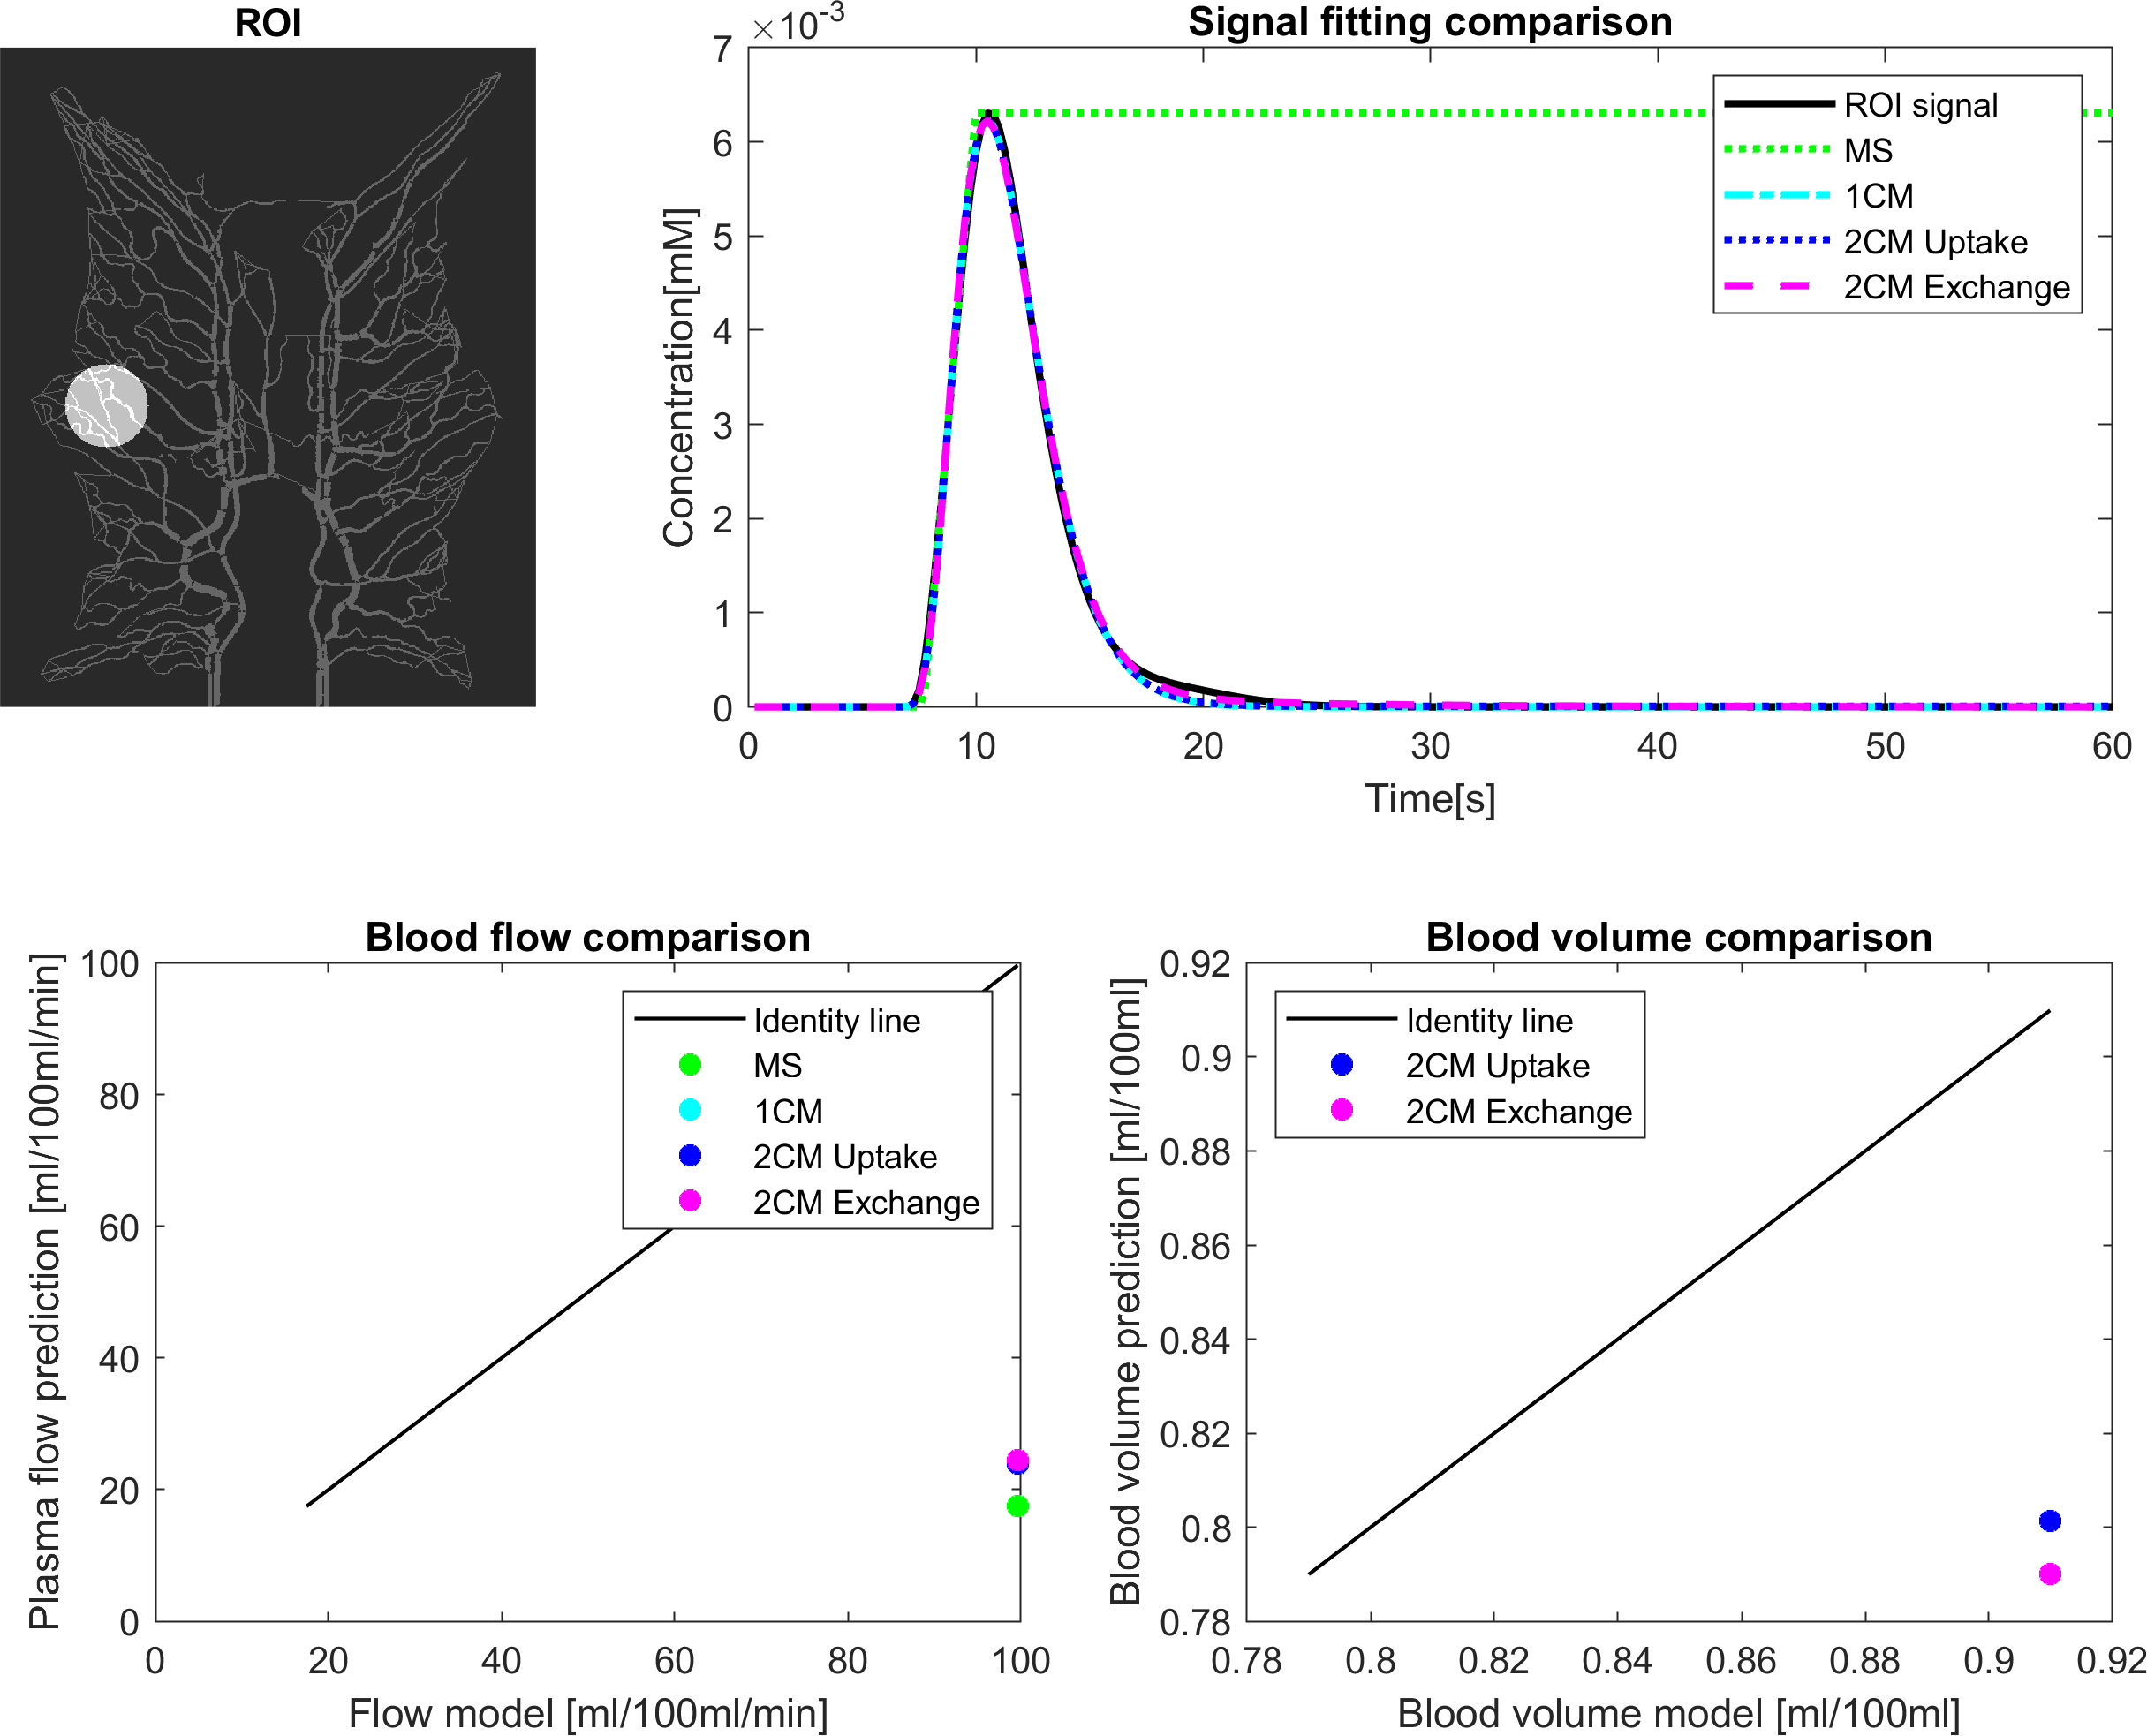 ROI
Signal fitting comparison
×10-3
7
6
5
4
3
2
1
0
Concentration[mM]
0 10 20 30 40 50 60
Time[s]
ROI signal
MS
1CM
2CM Uptake
2CM Exchange
Blood flow comparison
100
80
60
40
20
0
Plasma flow prediction [ml/100ml/min]
Identity line
MS
1CM
2CM Uptake
2CM Exchange
0 20 40 60 80 100
Flow model [ml/100ml/min]
Blood volume comparison
0.92
0.9
0.88
0.86
0.84
0.82
0.8
0.78
Blood volume prediction [ml/100ml]
Identity line
2CM Uptake
2CM Exchange
0.78 0.8 0.82 0.84 0.86 0.88 0.9 0.92
Blood volume model [ml/100ml]